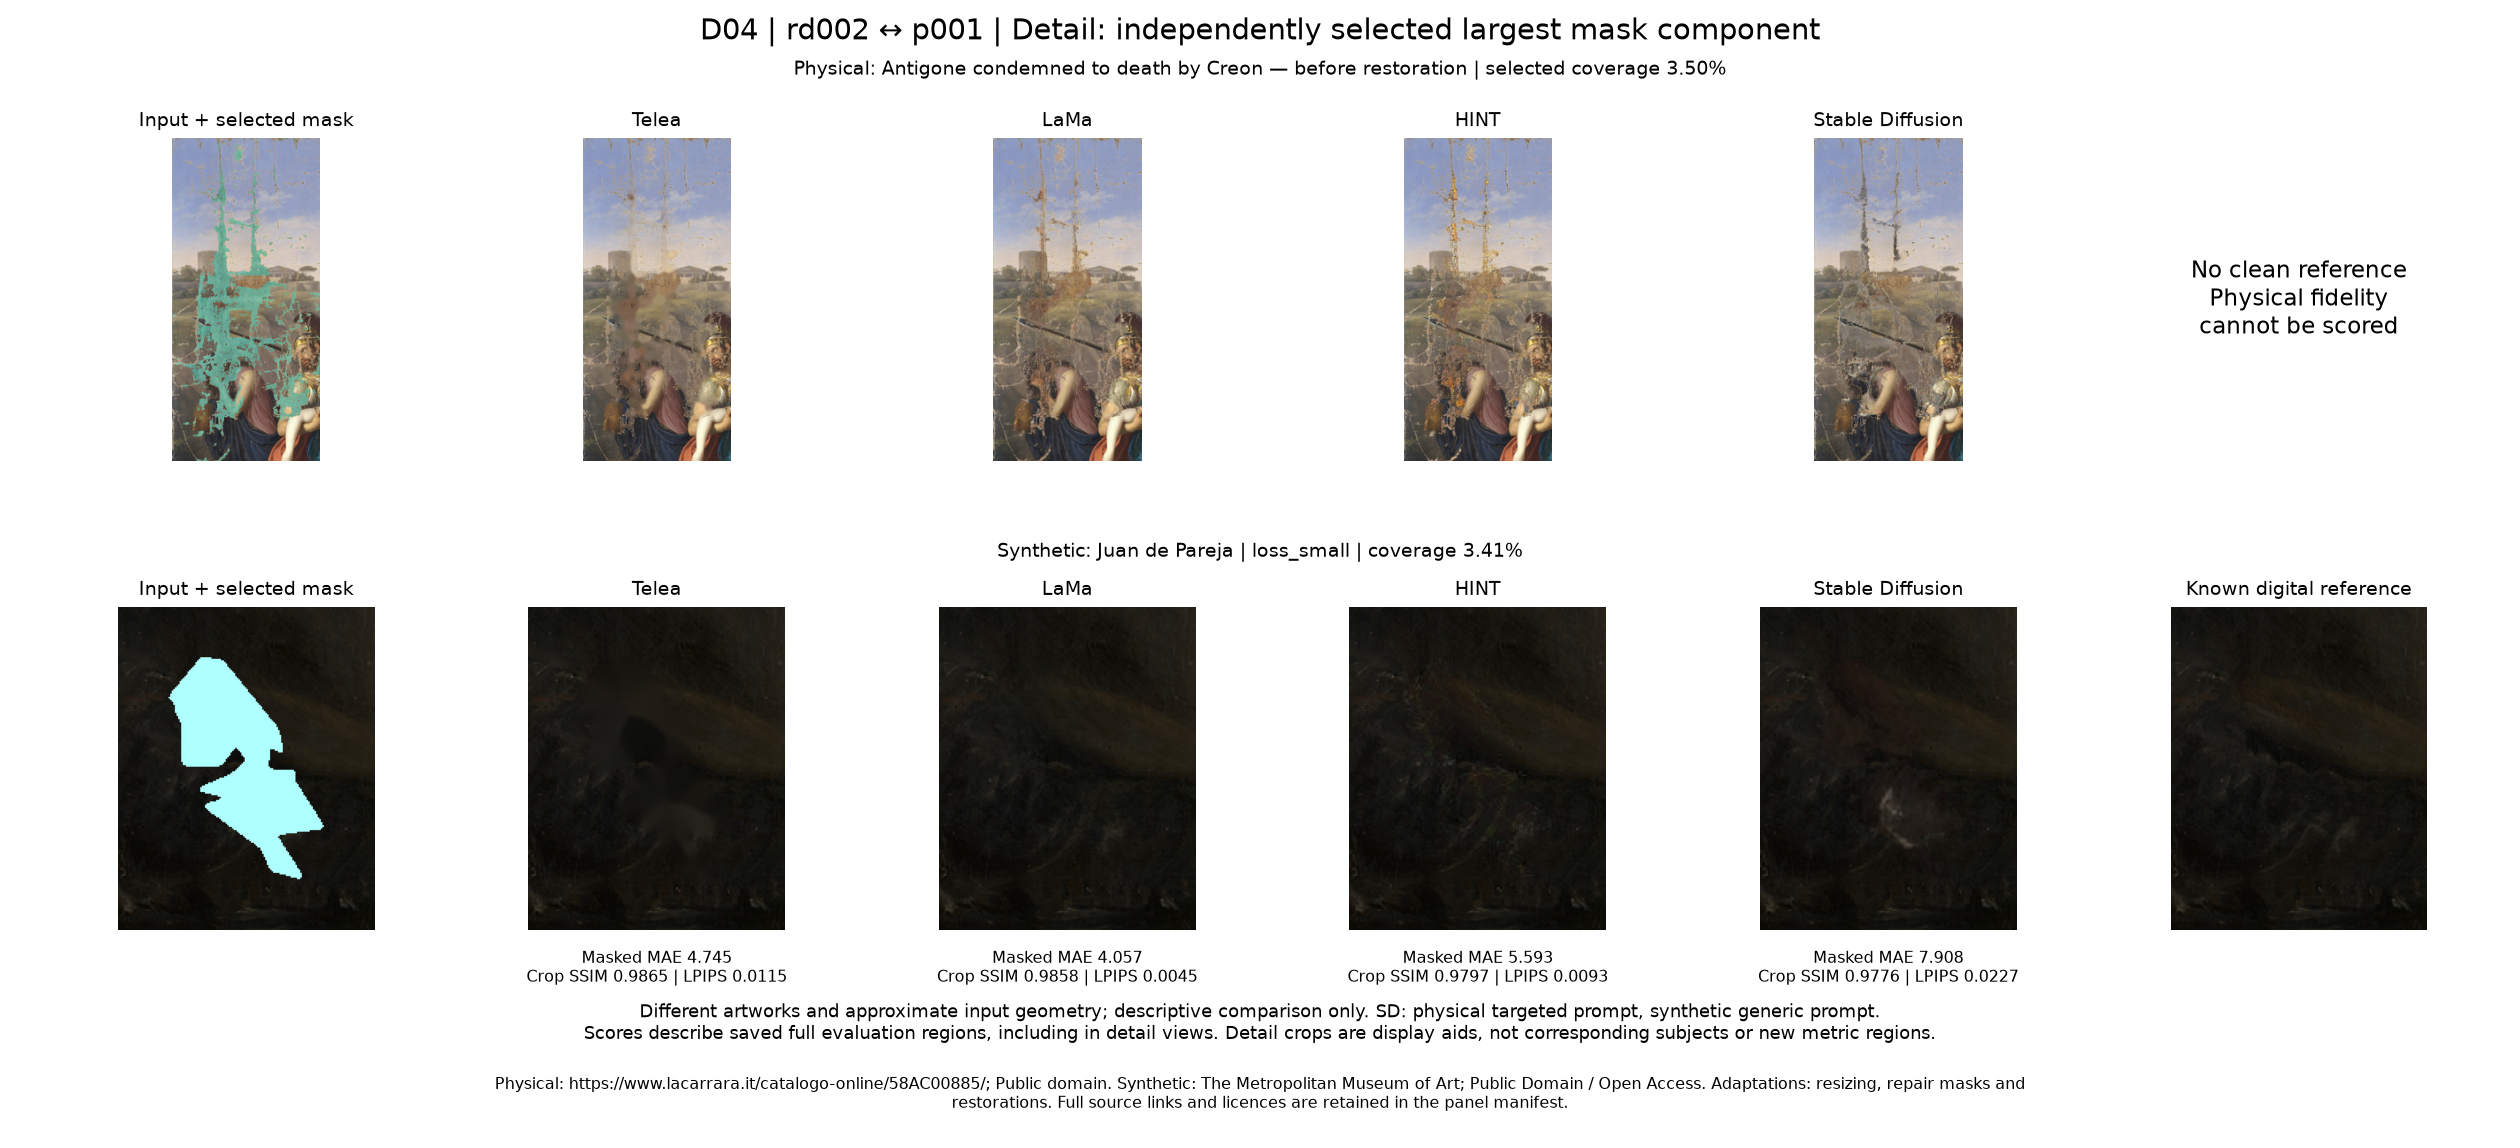 D04 | rd002 ↔ p001 | Detail: independently selected largest mask component
Physical: Antigone condemned to death by Creon — before restoration | selected coverage 3.50%
Input + selected mask
Telea
LaMa
HINT
Stable Diffusion
No clean reference
Physical fidelity
cannot be scored
Synthetic: Juan de Pareja | loss_small | coverage 3.41%
Input + selected mask
Telea
LaMa
HINT
Stable Diffusion
Known digital reference
Masked MAE 4.745
Crop SSIM 0.9865 | LPIPS 0.0115
Masked MAE 4.057
Crop SSIM 0.9858 | LPIPS 0.0045
Masked MAE 5.593
Crop SSIM 0.9797 | LPIPS 0.0093
Masked MAE 7.908
Crop SSIM 0.9776 | LPIPS 0.0227
Different artworks and approximate input geometry; descriptive comparison only. SD: physical targeted prompt, synthetic generic prompt.
Scores describe saved full evaluation regions, including in detail views. Detail crops are display aids, not corresponding subjects or new metric regions.
Physical: https://www.lacarrara.it/catalogo-online/58AC00885/; Public domain. Synthetic: The Metropolitan Museum of Art; Public Domain / Open Access. Adaptations: resizing, repair masks and
restorations. Full source links and licences are retained in the panel manifest.